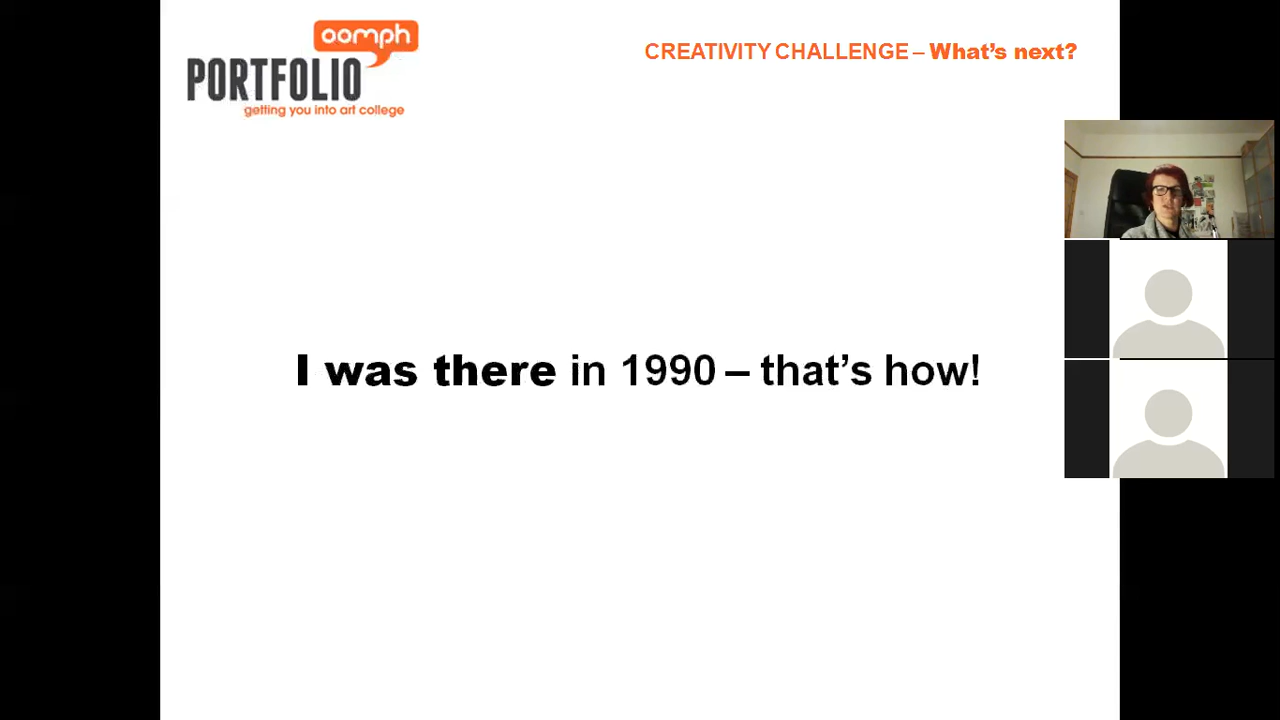 oomph
PORTFOLIO
getting you into art college
CREATIVITY CHALLENGE – What's next?
I was there in 1990 – that's how!